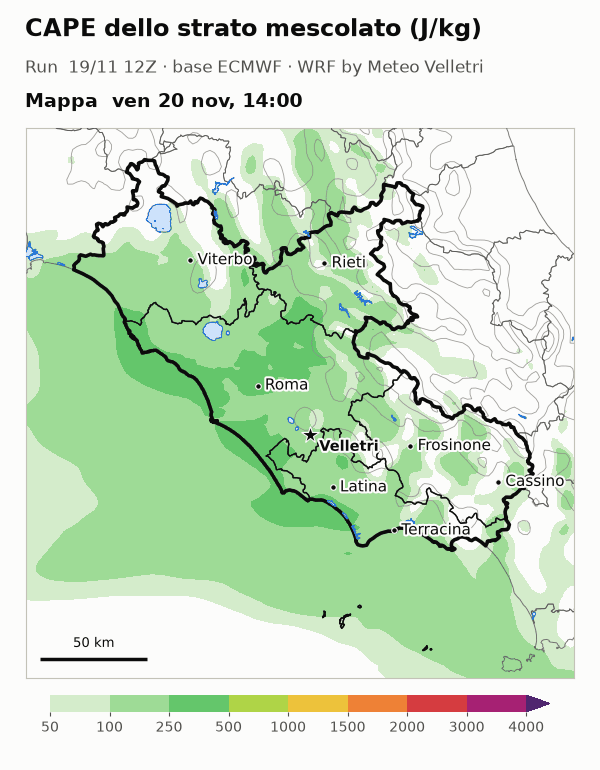 CAPE dello strato mescolato (J/kg)
Run  19/11 12Z · base ECMWF · WRF by Meteo Velletri
Mappa  ven 20 nov, 14:00
Viterbo
Rieti
Roma
Velletri
Frosinone
Cassino
Latina
Terracina
50 km
50 100 250 500 1000 1500 2000 3000 4000